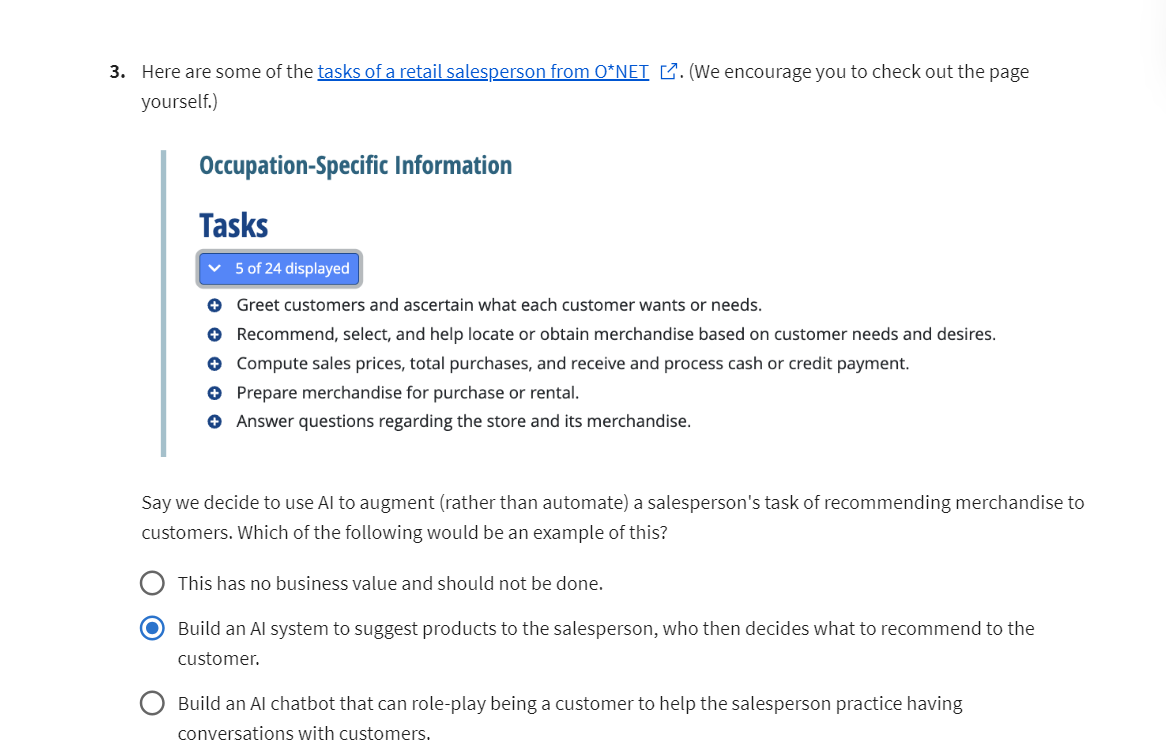 3. Here are some of the tasks of a retail salesperson from O*NET. (We encourage you to check out the page
yourself.)
Occupation-Specific Information
Tasks
5 of 24 displayed
Greet customers and ascertain what each customer wants or needs.
Recommend, select, and help locate or obtain merchandise based on customer needs and desires.
Compute sales prices, total purchases, and receive and process cash or credit payment.
Prepare merchandise for purchase or rental.
Answer questions regarding the store and its merchandise.
Say we decide to use AI to augment (rather than automate) a salesperson's task of recommending merchandise to
customers. Which of the following would be an example of this?
This has no business value and should not be done.
Build an AI system to suggest products to the salesperson, who then decides what to recommend to the
customer.
Build an AI chatbot that can role-play being a customer to help the salesperson practice having
conversations with customers.